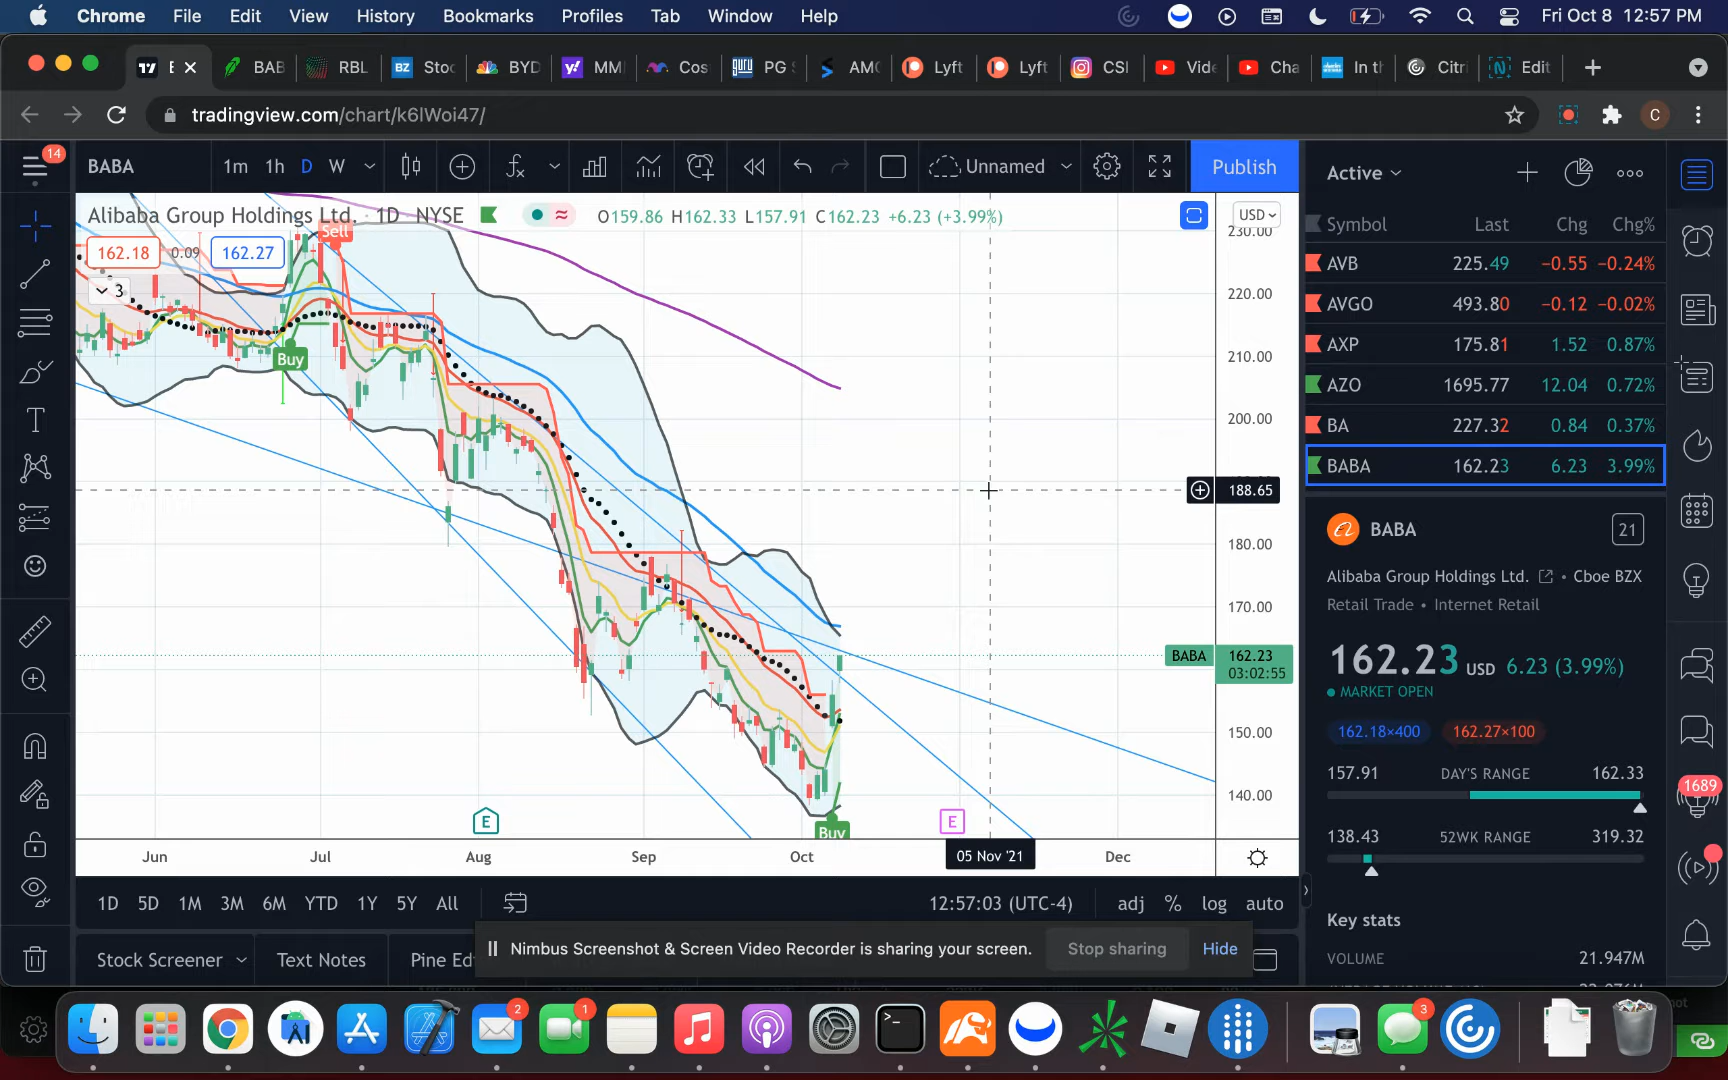 Chrome File Edit View History Bookmarks Profiles Tab Window Help Fri Oct 8 12:57 PM
E BAB RBL BZ Stoc BYD MM Cos guru PG AMC Lyft Lyft CSI Vide Cha In th Citri Edit
tradingview.com/chart/k6lWoi47/ C
14 BABA 1m 1h D W Unnamed Publish
Active
Alibaba Group Holdings Ltd. · 1D · NYSE O159.86 H162.33 L157.91 C162.23 +6.23 (+3.99%) USD
Symbol Last Chg Chg%
Sell 230.00
162.18 0.09 162.27
AVB 225.49 −0.55 −0.24%
3
220.00
AVGO 493.80 −0.12 −0.02%
Buy 210.00
AXP 175.81 1.52 0.87%
AZO 1695.77 12.04 0.72%
200.00
BA 227.32 0.84 0.37%
BABA 162.23 6.23 3.99%
188.65
BABA 21
180.00
Alibaba Group Holdings Ltd. • Cboe BZX
170.00
Retail Trade • Internet Retail
BABA 162.23
03:02:55
162.23 USD 6.23 (3.99%)
MARKET OPEN
150.00
162.18×400 162.27×100
157.91 DAY'S RANGE 162.33
140.00
1689
E E Buy
138.43 52WK RANGE 319.32
Jun Jul Aug Sep Oct 05 Nov '21 Dec
1D 5D 1M 3M 6M YTD 1Y 5Y All 12:57:03 (UTC-4) adj % log auto
Key stats
Stock Screener Text Notes Pine Ed
Nimbus Screenshot & Screen Video Recorder is sharing your screen. Stop sharing Hide
VOLUME 21.947M
2 1 3